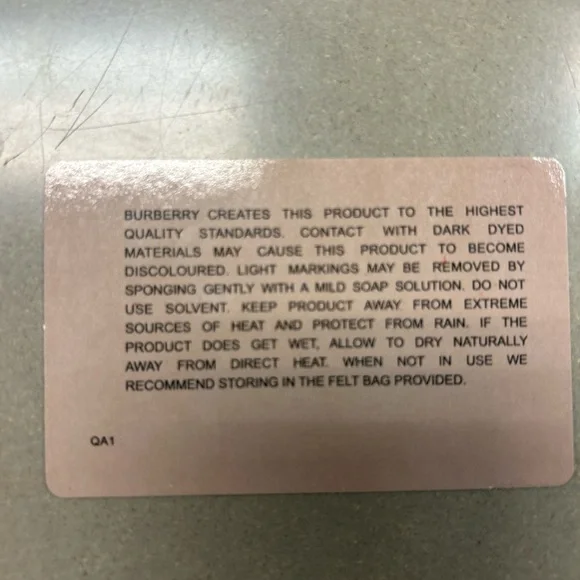 BURBERRY CREATES THIS PRODUCT TO THE HIGHEST
QUALITY STANDARDS. CONTACT WITH DARK DYED
MATERIALS MAY CAUSE THIS PRODUCT TO BECOME
DISCOLOURED. LIGHT MARKINGS MAY BE REMOVED BY
SPONGING GENTLY WITH A MILD SOAP SOLUTION. DO NOT
USE SOLVENT. KEEP PRODUCT AWAY FROM EXTREME
SOURCES OF HEAT AND PROTECT FROM RAIN. IF THE
PRODUCT DOES GET WET, ALLOW TO DRY NATURALLY
AWAY FROM DIRECT HEAT. WHEN NOT IN USE WE
RECOMMEND STORING IN THE FELT BAG PROVIDED.
QA1